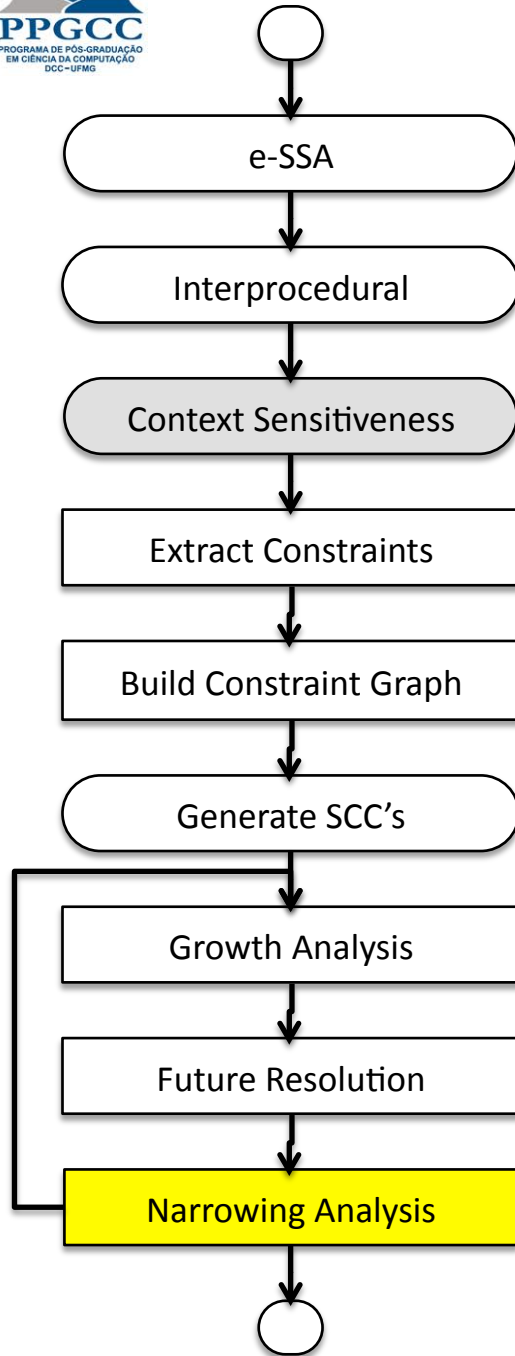 PPGCC
PROGRAMA DE PÓS-GRADUAÇÃO
EM CIÊNCIA DA COMPUTAÇÃO
DCC-UFMG
e-SSA
Interprocedural
Context Sensitiveness
Extract Constraints
Build Constraint Graph
Generate SCC’s
Growth Analysis
Future Resolution
Narrowing Analysis